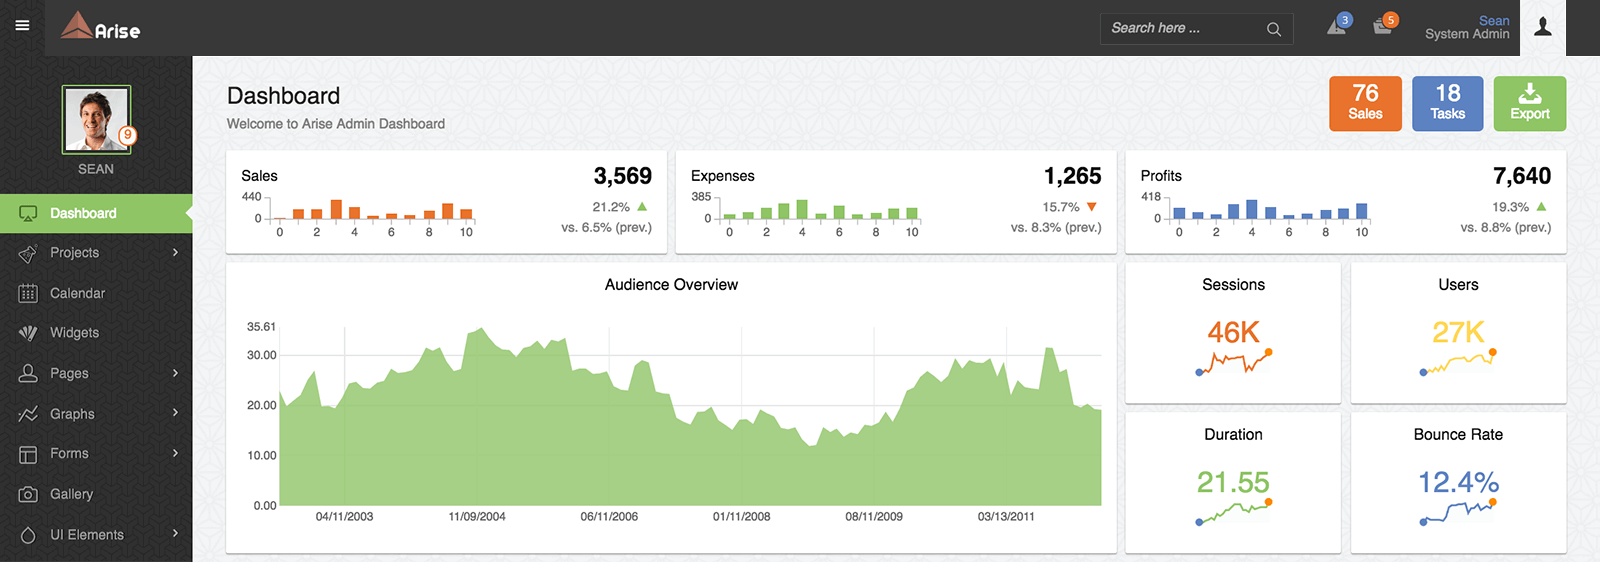 Arise
Search here ...
3
5
Sean
System Admin
9
SEAN
Dashboard
Projects
Calendar
Widgets
Pages
Graphs
Forms
Gallery
UI Elements
Dashboard
Welcome to Arise Admin Dashboard
76
Sales
18
Tasks
Export
Sales
3,569
440
0
21.2%
vs. 6.5% (prev.)
0 2 4 6 8 10
Expenses
1,265
385
0
15.7%
vs. 8.3% (prev.)
0 2 4 6 8 10
Profits
7,640
418
0
19.3%
vs. 8.8% (prev.)
0 2 4 6 8 10
Audience Overview
35.61
30.00
20.00
10.00
0.00
04/11/2003 11/09/2004 06/11/2006 01/11/2008 08/11/2009 03/13/2011
Sessions
46K
Users
27K
Duration
21.55
Bounce Rate
12.4%